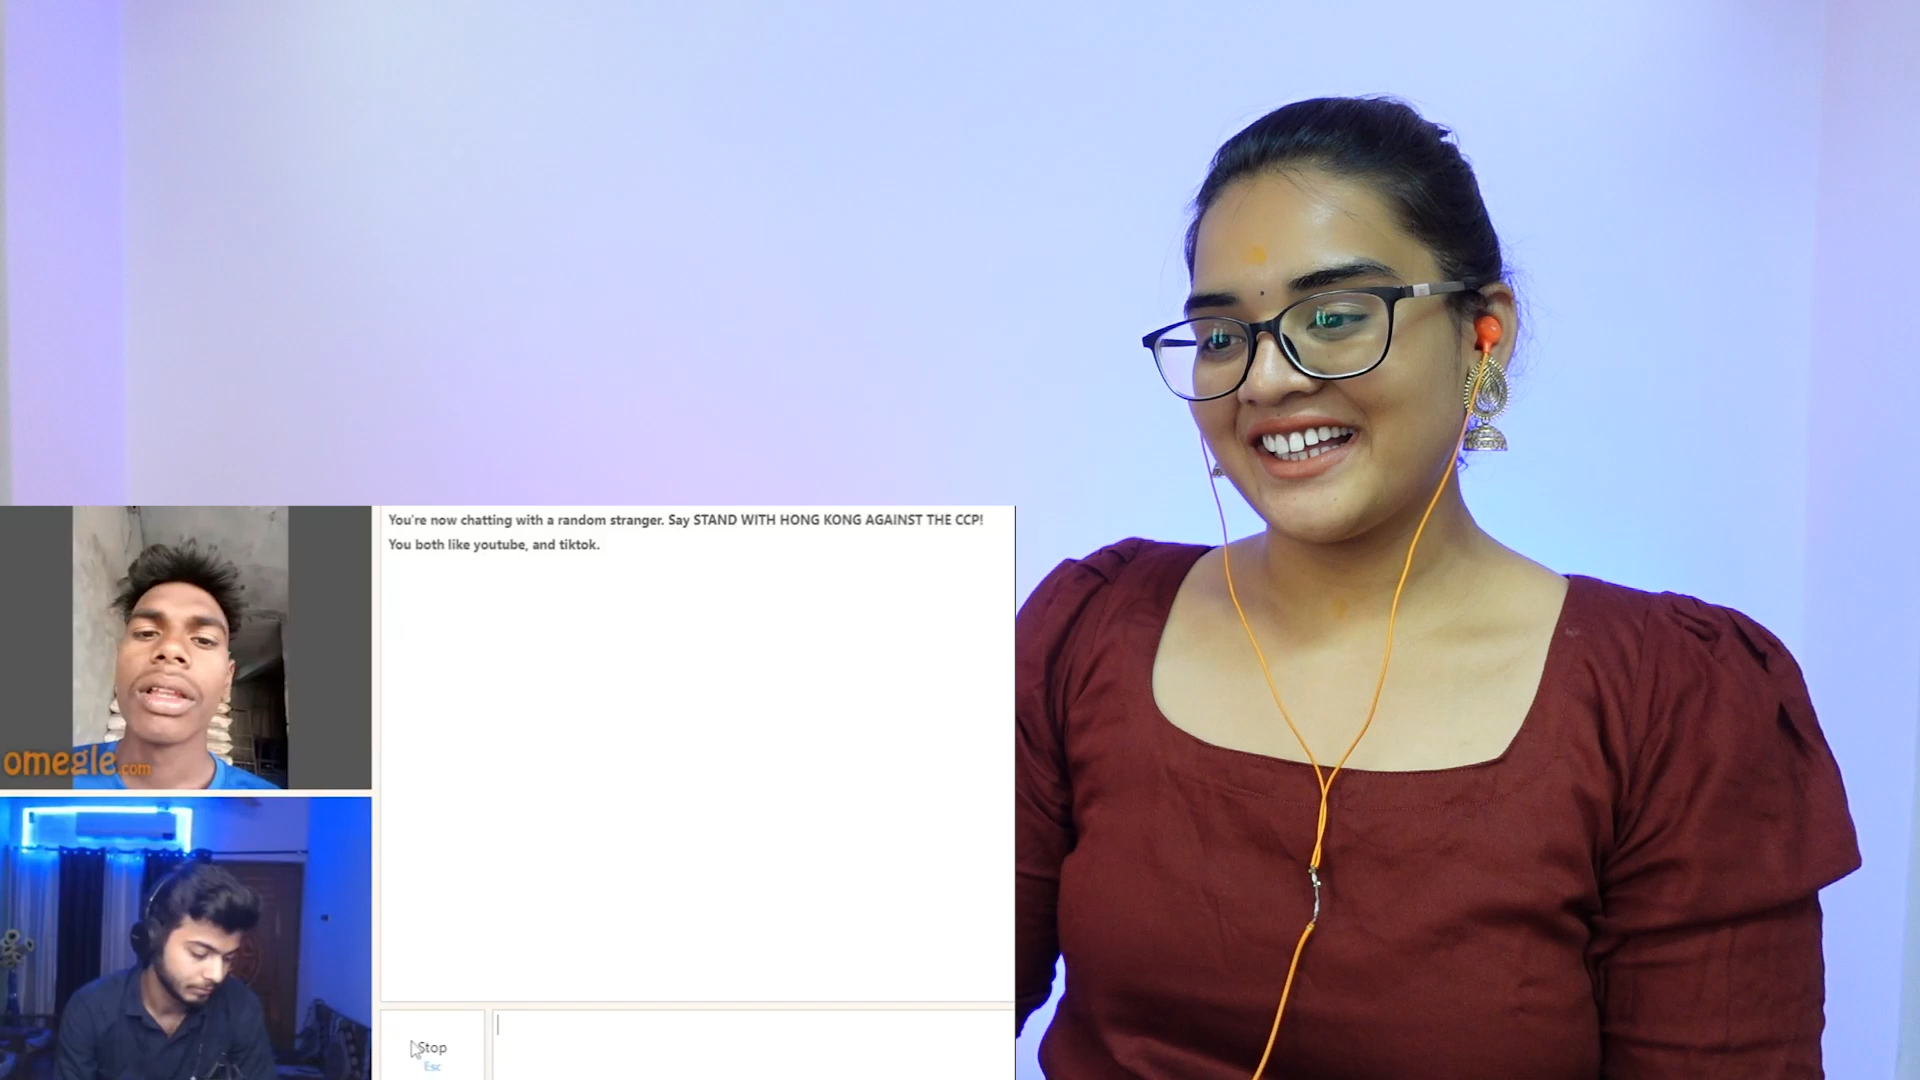 You're now chatting with a random stranger. Say STAND WITH HONG KONG AGAINST THE CCP!
You both like youtube, and tiktok.
omegle.com
Stop
Esc